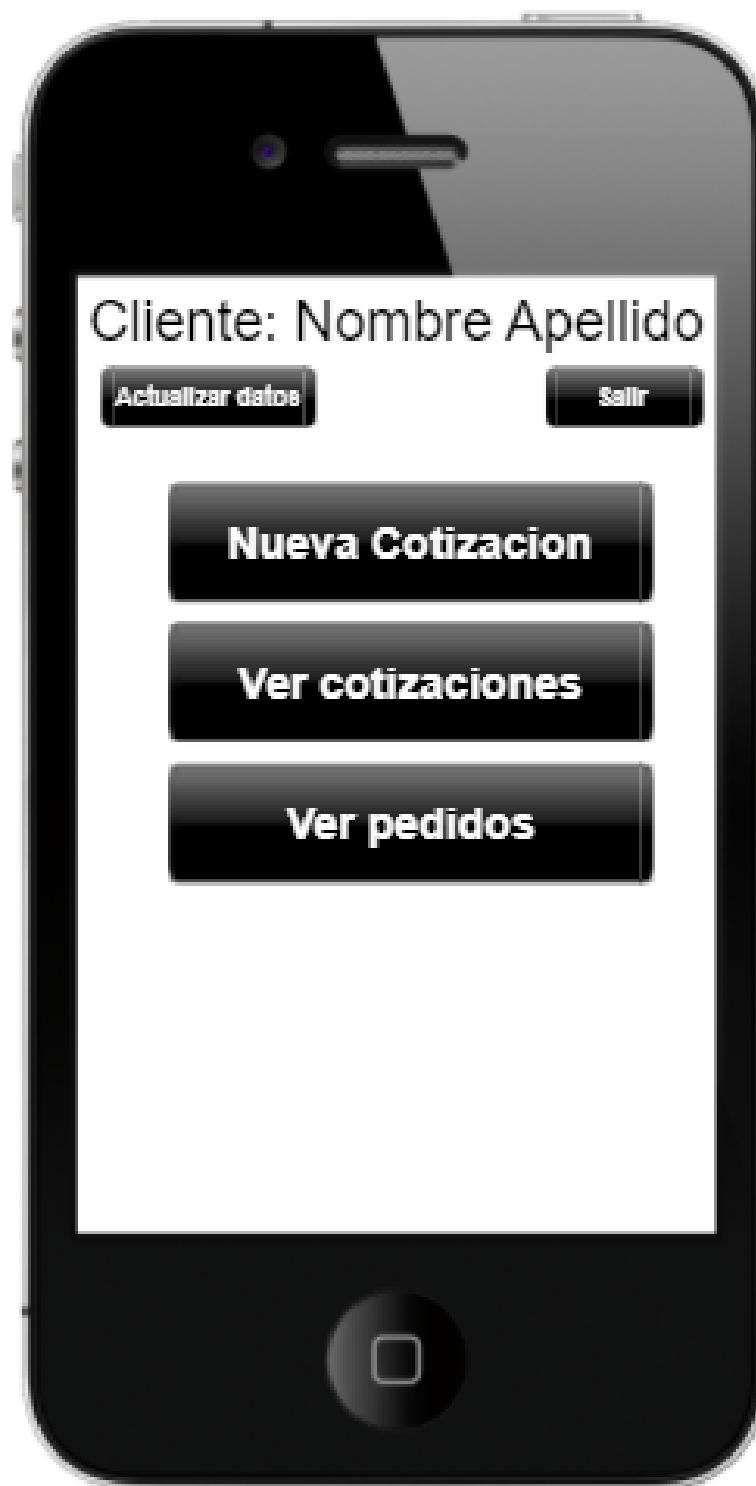 Cliente: Nombre Apellido
Actualizar datos
Salir
Nueva Cotizacion
Ver cotizaciones
Ver pedidos